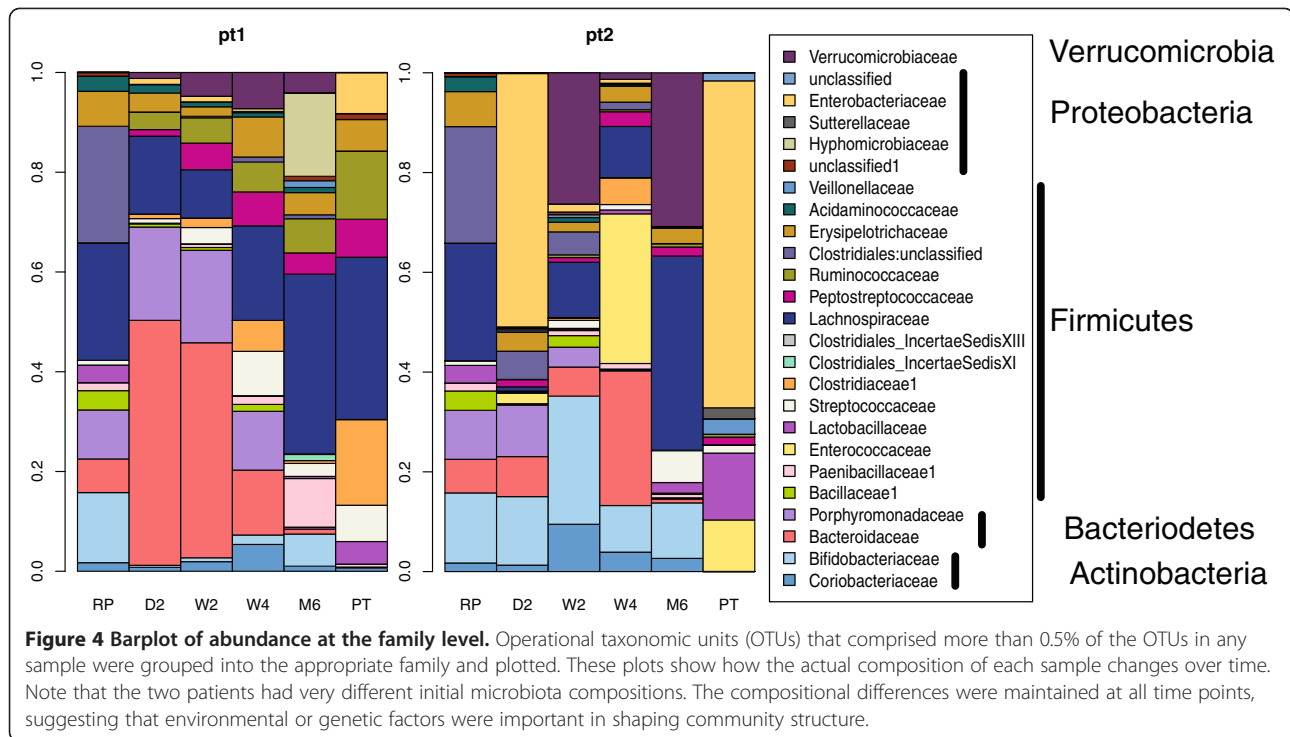 pt1
pt2
1.0
0.8
0.6
0.4
0.2
0.0
RP D2 W2 W4 M6 PT
1.0
0.8
0.6
0.4
0.2
0.0
RP D2 W2 W4 M6 PT
Verrucomicrobiaceae
unclassified
Enterobacteriaceae
Sutterellaceae
Hyphomicrobiaceae
unclassified1
Veillonellaceae
Acidaminococcaceae
Erysipelotrichaceae
Clostridiales:unclassified
Ruminococcaceae
Peptostreptococcaceae
Lachnospiraceae
Clostridiales_IncertaeSedisXIII
Clostridiales_IncertaeSedisXI
Clostridiaceae1
Streptococcaceae
Lactobacillaceae
Enterococcaceae
Paenibacillaceae1
Bacillaceae1
Porphyromonadaceae
Bacteroidaceae
Bifidobacteriaceae
Coriobacteriaceae
Verrucomicrobia
Proteobacteria
Firmicutes
Bacteriodetes
Actinobacteria
Figure 4 Barplot of abundance at the family level. Operational taxonomic units (OTUs) that comprised more than 0.5% of the OTUs in any
sample were grouped into the appropriate family and plotted. These plots show how the actual composition of each sample changes over time.
Note that the two patients had very different initial microbiota compositions. The compositional differences were maintained at all time points,
suggesting that environmental or genetic factors were important in shaping community structure.